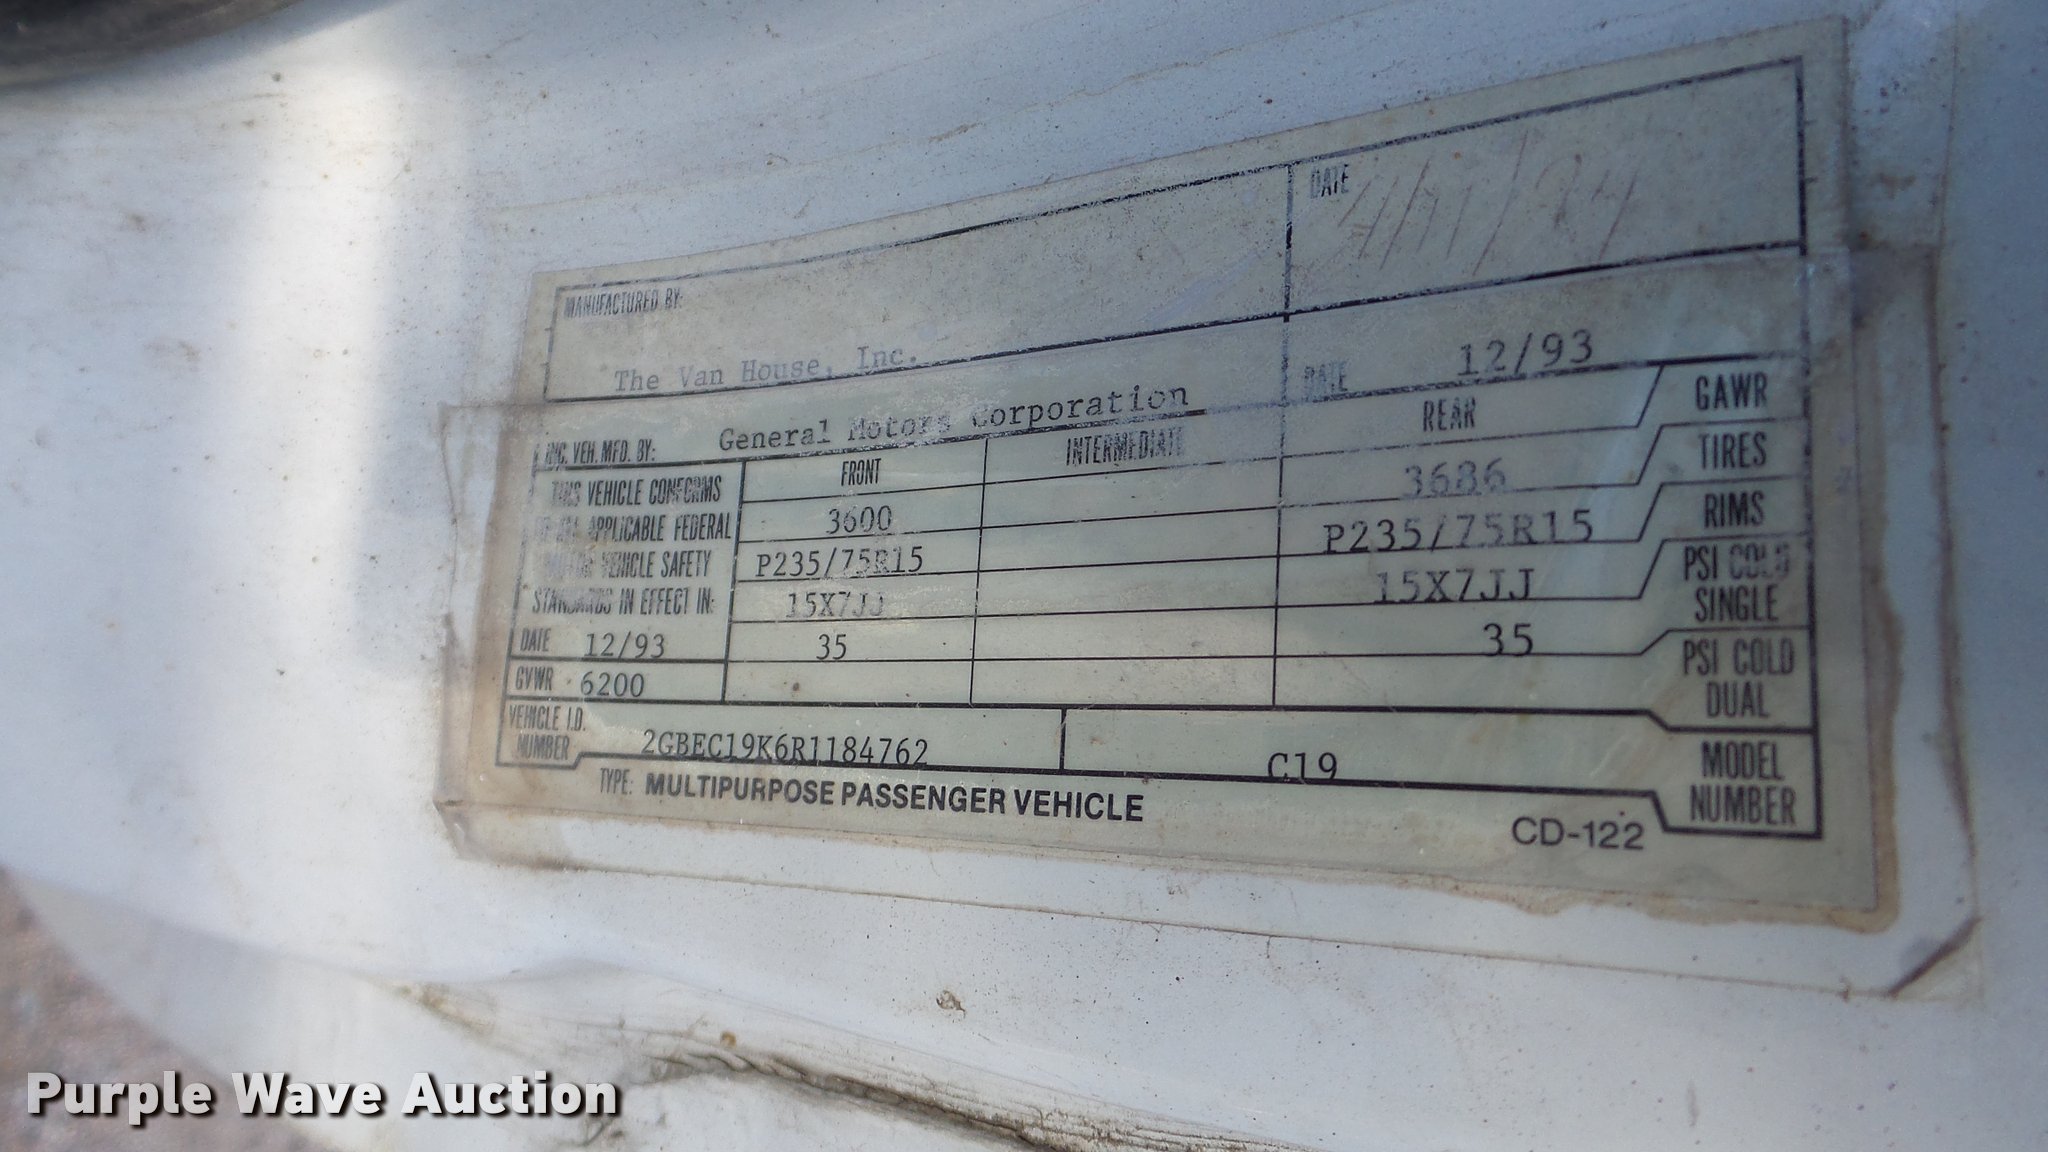 MANUFACTURED BY:
DATE
The Van House, Inc.
INC. VEH. MFD. BY: General Motors Corporation
DATE 12/93
THIS VEHICLE CONFORMS
TO ALL APPLICABLE FEDERAL
MOTOR VEHICLE SAFETY
STANDARDS IN EFFECT IN:
DATE 12/93
GVWR 6200
FRONT INTERMEDIATE REAR
3600 3686 GAWR
P235/75R15 P235/75R15 TIRES
15X7JJ 15X7JJ RIMS
35 35 PSI COLD
SINGLE
PSI COLD
DUAL
VEHICLE I.D.
NUMBER 2GBEC19K6R1184762
C19 MODEL
NUMBER
TYPE: MULTIPURPOSE PASSENGER VEHICLE
CD-122
Purple Wave Auction